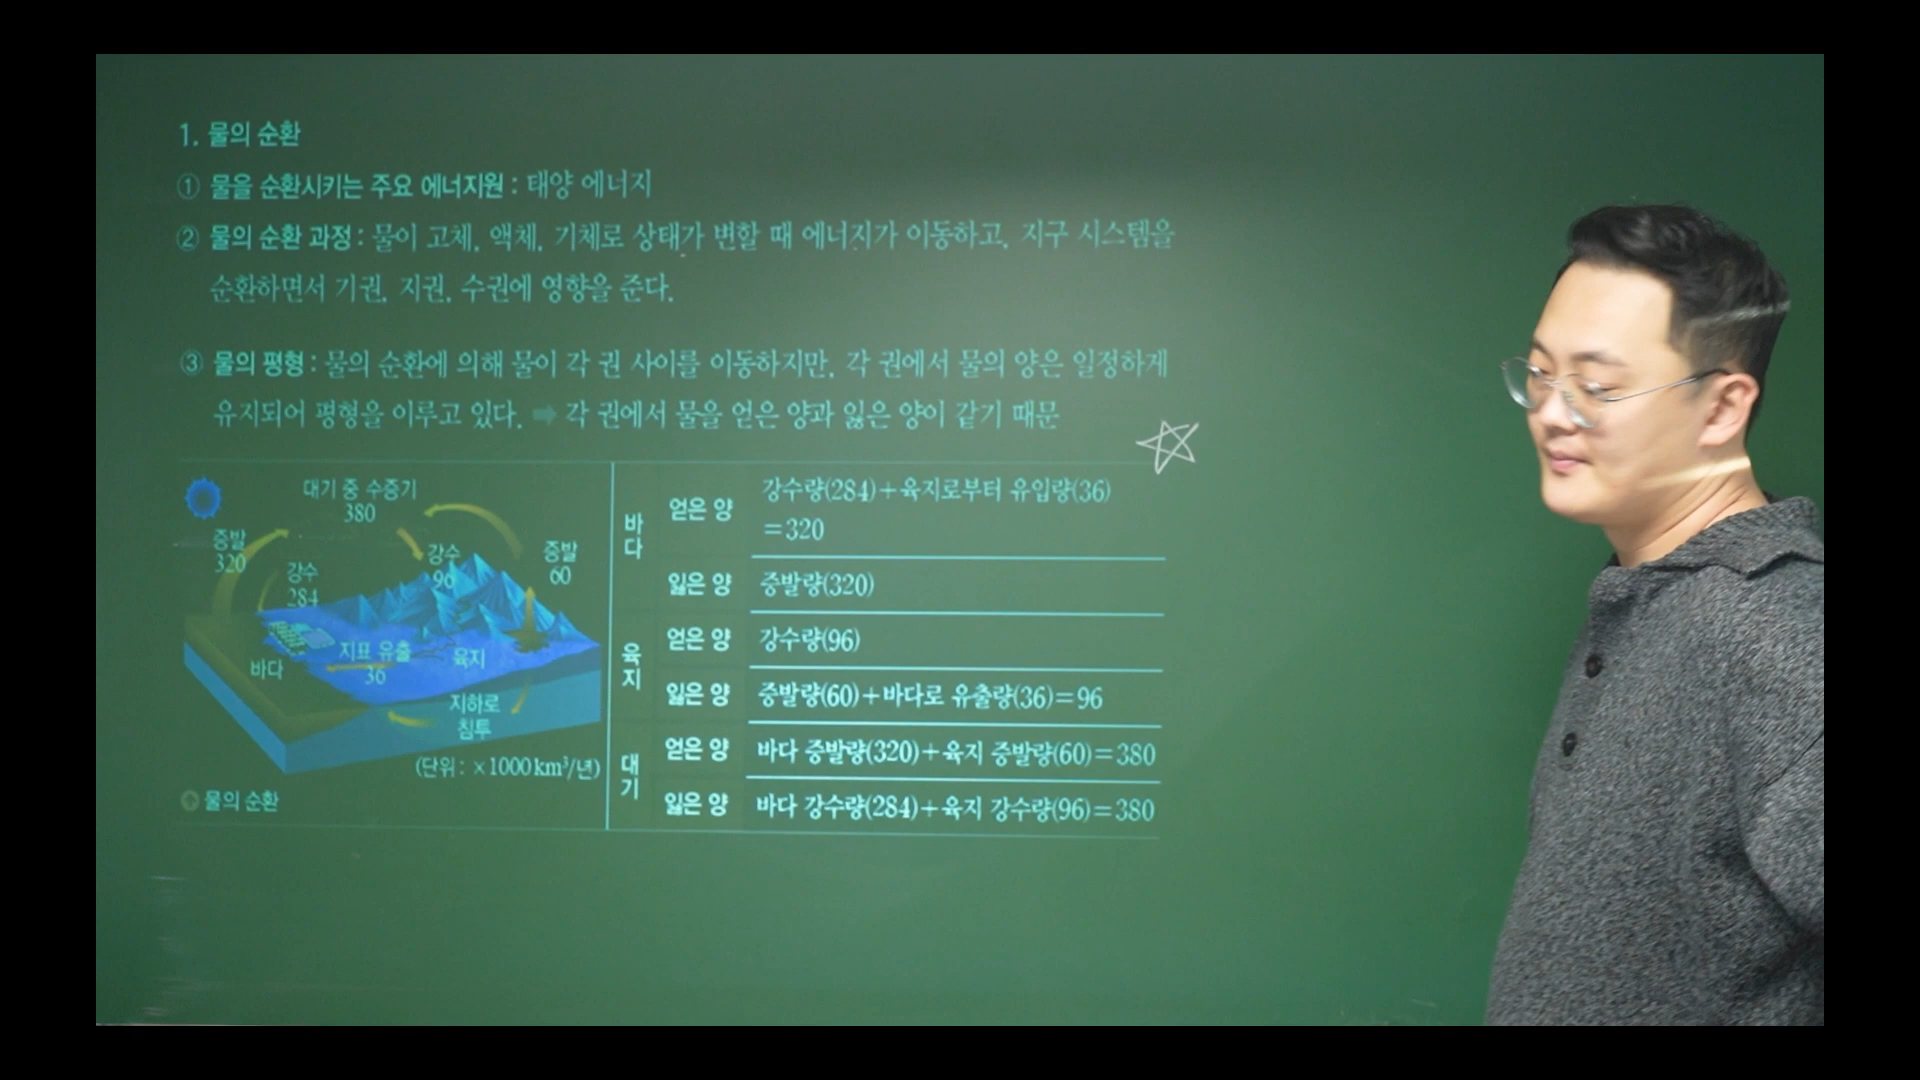 1. 물의 순환
① 물을 순환시키는 주요 에너지원 : 태양 에너지
② 물의 순환 과정 : 물이 고체, 액체, 기체로 상태가 변할 때 에너지가 이동하고, 지구 시스템을
순환하면서 기권, 지권, 수권에 영향을 준다.
③ 물의 평형 : 물의 순환에 의해 물이 각 권 사이를 이동하지만, 각 권에서 물의 양은 일정하게
유지되어 평형을 이루고 있다. ➡ 각 권에서 물을 얻은 양과 잃은 양이 같기 때문
대기 중 수증기
380
증발
320
강수
284
강수
96
증발
60
바다
지표 유출
36
육지
지하로
침투
(단위 : ×1000 km³/년)
물의 순환
바다
얻은 양
강수량(284)+육지로부터 유입량(36)
=320
잃은 양
증발량(320)
육지
얻은 양
강수량(96)
잃은 양
증발량(60)+바다로 유출량(36)=96
대기
얻은 양
바다 증발량(320)+육지 증발량(60)=380
잃은 양
바다 강수량(284)+육지 강수량(96)=380